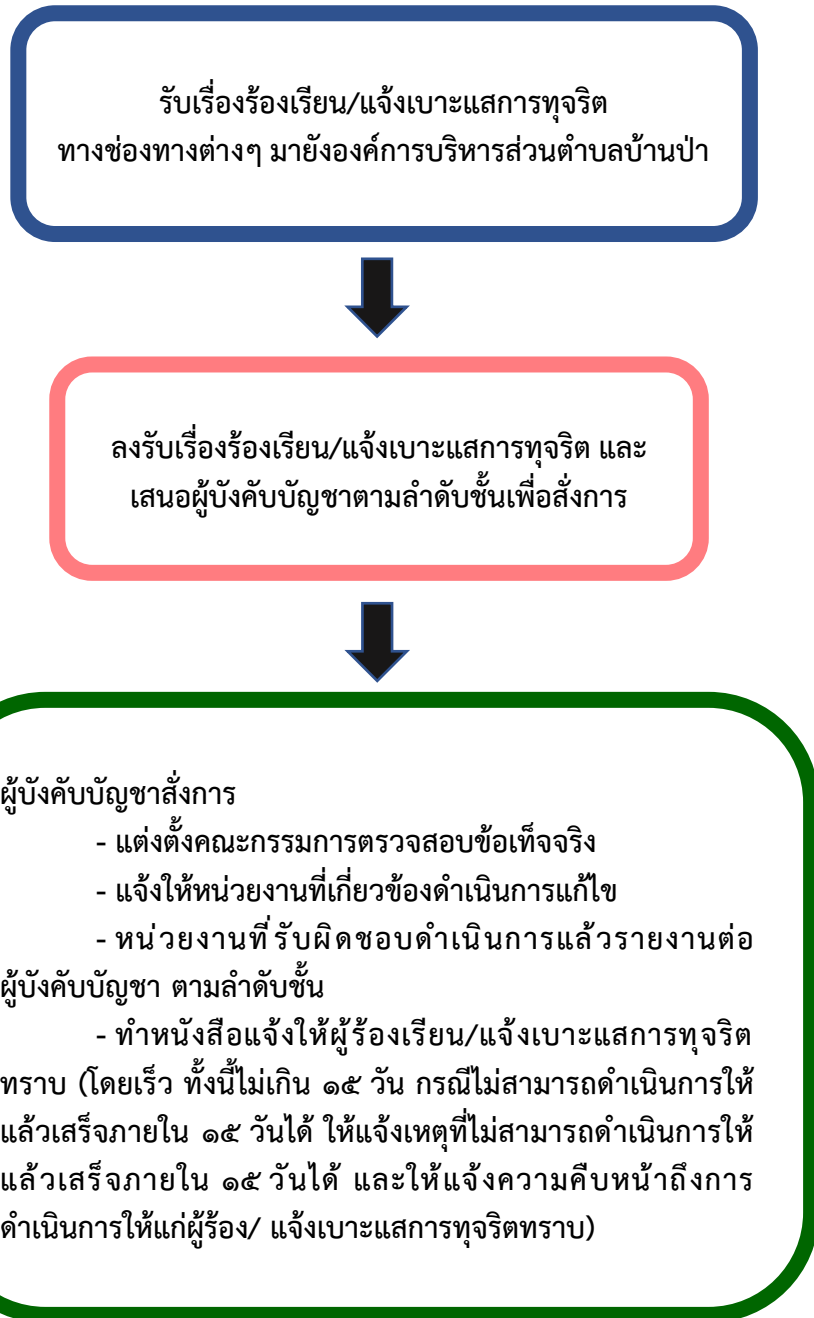 รับเรื่องร้องเรียน/แจ้งเบาะแสการทุจริต
ทางช่องทางต่างๆ มายังองค์การบริหารส่วนตำบลบ้านป่า
ลงรับเรื่องร้องเรียน/แจ้งเบาะแสการทุจริต และ
เสนอผู้บังคับบัญชาตามลำดับชั้นเพื่อสั่งการ
ผู้บังคับบัญชาสั่งการ
- แต่งตั้งคณะกรรมการตรวจสอบข้อเท็จจริง
- แจ้งให้หน่วยงานที่เกี่ยวข้องดำเนินการแก้ไข
- หน่วยงานที่รับผิดชอบดำเนินการแล้วรายงานต่อ
ผู้บังคับบัญชา ตามลำดับชั้น
- ทำหนังสือแจ้งให้ผู้ร้องเรียน/แจ้งเบาะแสการทุจริต
ทราบ (โดยเร็ว ทั้งนี้ไม่เกิน ๑๕ วัน กรณีไม่สามารถดำเนินการให้
แล้วเสร็จภายใน ๑๕ วันได้ ให้แจ้งเหตุที่ไม่สามารถดำเนินการให้
แล้วเสร็จภายใน ๑๕ วันได้ และให้แจ้งความคืบหน้าถึงการ
ดำเนินการให้แก่ผู้ร้อง/ แจ้งเบาะแสการทุจริตทราบ)